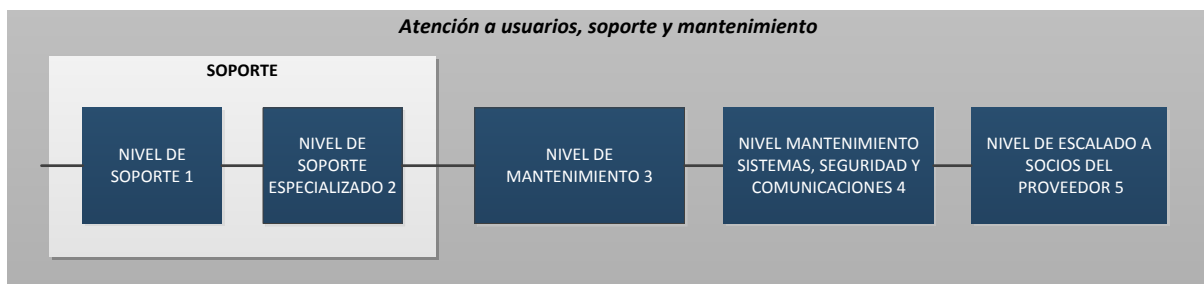 Atención a usuarios, soporte y mantenimiento
SOPORTE
NIVEL DE
SOPORTE 1
NIVEL DE
SOPORTE
ESPECIALIZADO 2
NIVEL DE
MANTENIMIENTO 3
NIVEL MANTENIMIENTO
SISTEMAS, SEGURIDAD Y
COMUNICACIONES 4
NIVEL DE ESCALADO A
SOCIOS DEL
PROVEEDOR 5